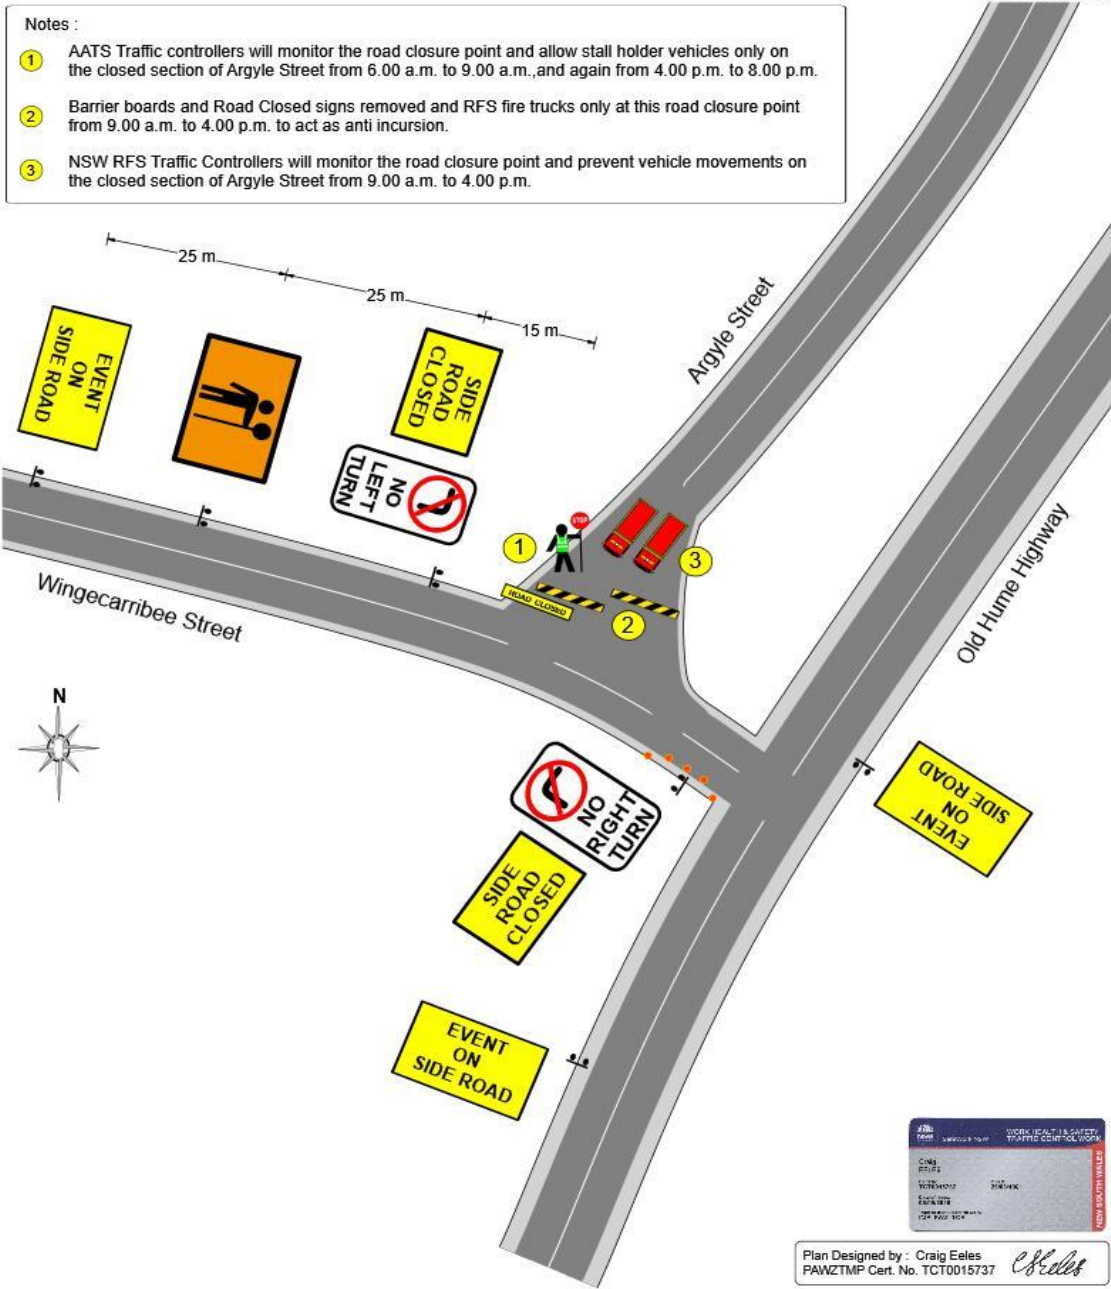 Notes :
1
AATS Traffic controllers will monitor the road closure point and allow stall holder vehicles only on
the closed section of Argyle Street from 6.00 a.m. to 9.00 a.m.,and again from 4.00 p.m. to 8.00 p.m.
2
Barrier boards and Road Closed signs removed and RFS fire trucks only at this road closure point
from 9.00 a.m. to 4.00 p.m. to act as anti incursion.
3
NSW RFS Traffic Controllers will monitor the road closure point and prevent vehicle movements on
the closed section of Argyle Street from 9.00 a.m. to 4.00 p.m.
25 m
25 m
15 m
EVENT
ON
SIDE ROAD
SIDE
ROAD
CLOSED
NO
LEFT
TURN
Argyle Street
STOP
1
3
ROAD CLOSED
2
Wingecarribee Street
Old Hume Highway
N
NO
RIGHT
TURN
SIDE
ROAD
CLOSED
EVENT
ON
SIDE ROAD
EVENT
ON
SIDE ROAD
WORK HEALTH & SAFETY
TRAFFIC CONTROL WORK
Craig
EELES
NEW SOUTH WALES
Plan Designed by : Craig Eeles
PAWZTMP Cert. No. TCT0015737
CSEeles